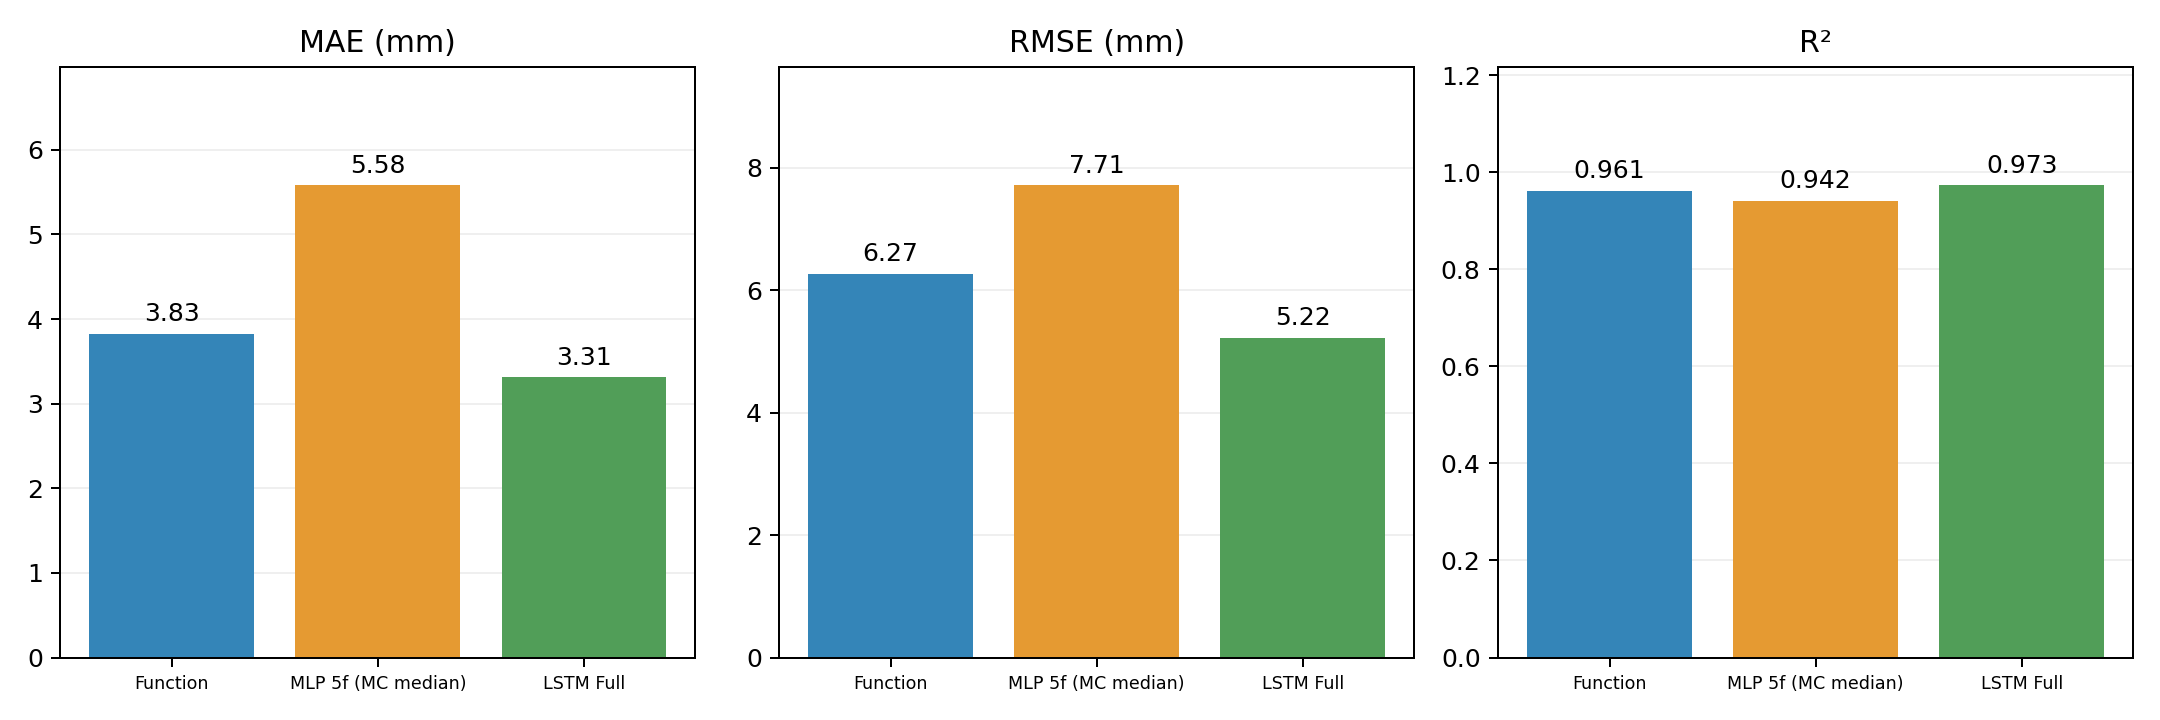 MAE (mm)
6
5
4
3
2
1
0
3.83
5.58
3.31
Function
MLP 5f (MC median)
LSTM Full
RMSE (mm)
8
6
4
2
0
6.27
7.71
5.22
Function
MLP 5f (MC median)
LSTM Full
R²
1.2
1.0
0.8
0.6
0.4
0.2
0.0
0.961
0.942
0.973
Function
MLP 5f (MC median)
LSTM Full